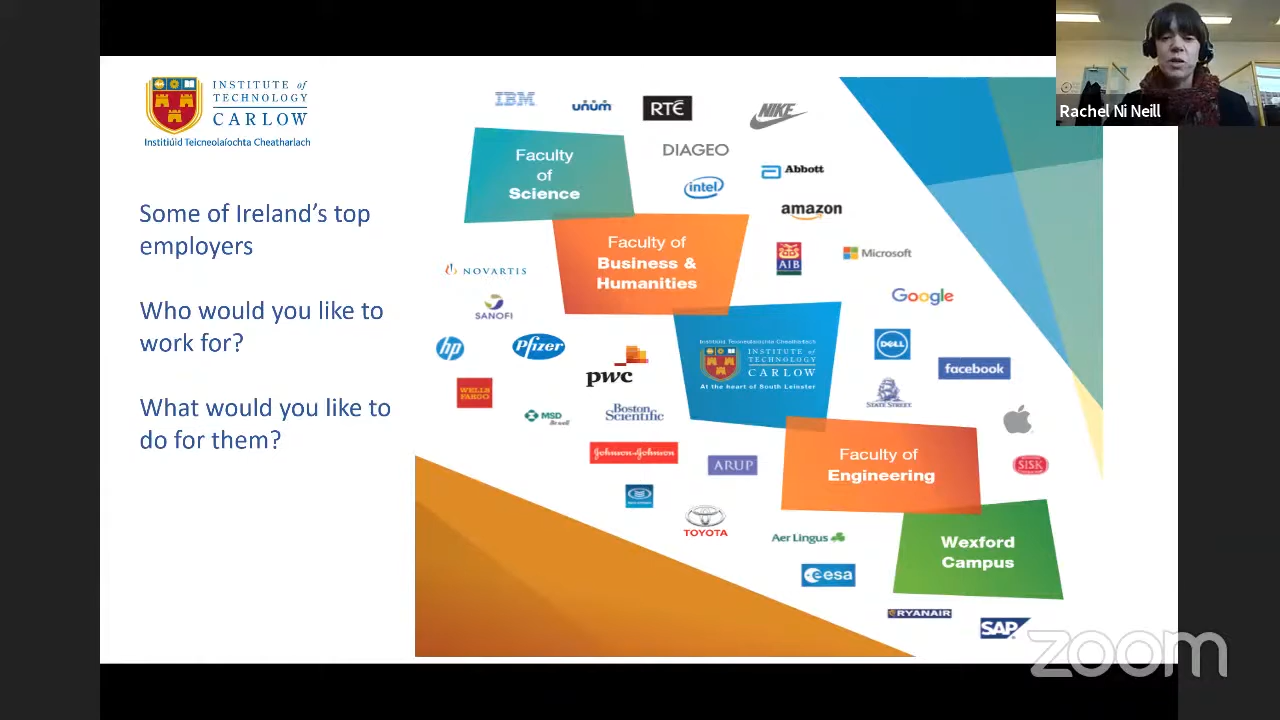 INSTITUTE of
TECHNOLOGY
CARLOW
Institiúid Teicneolaíochta Cheatharlach
Some of Ireland's top
employers
Who would you like to
work for?
What would you like to
do for them?
IBM
unum
RTÉ
NIKE
Faculty
of
Science
DIAGEO
intel
Abbott
amazon
Faculty of
Business &
Humanities
AIB
Microsoft
NOVARTIS
SANOFI
Google
hp
Pfizer
pwc
Institiúid Teicneolaíochta Cheatharlach
INSTITUTE of
TECHNOLOGY
CARLOW
At the heart of South Leinster
DELL
facebook
WELLS
FARGO
MSD
Boston
Scientific
STATE STREET
Johnson & Johnson
ARUP
Faculty of
Engineering
SISK
TOYOTA
Aer Lingus
esa
Wexford
Campus
RYANAIR
SAP
Rachel Ni Neill
zoom